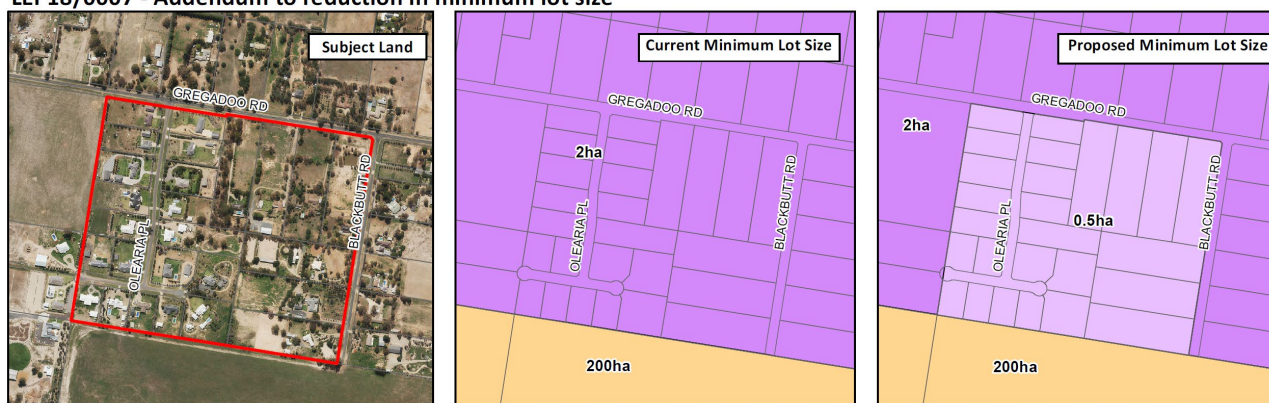 LEP18/0007 - Addendum to reduction in minimum lot size
Subject Land
GREGADOO RD
OLEARIA PL
BLACKBUTT RD
Current Minimum Lot Size
GREGADOO RD
2ha
OLEARIA PL
BLACKBUTT RD
200ha
Proposed Minimum Lot Size
GREGADOO RD
2ha
0.5ha
OLEARIA PL
BLACKBUTT RD
200ha